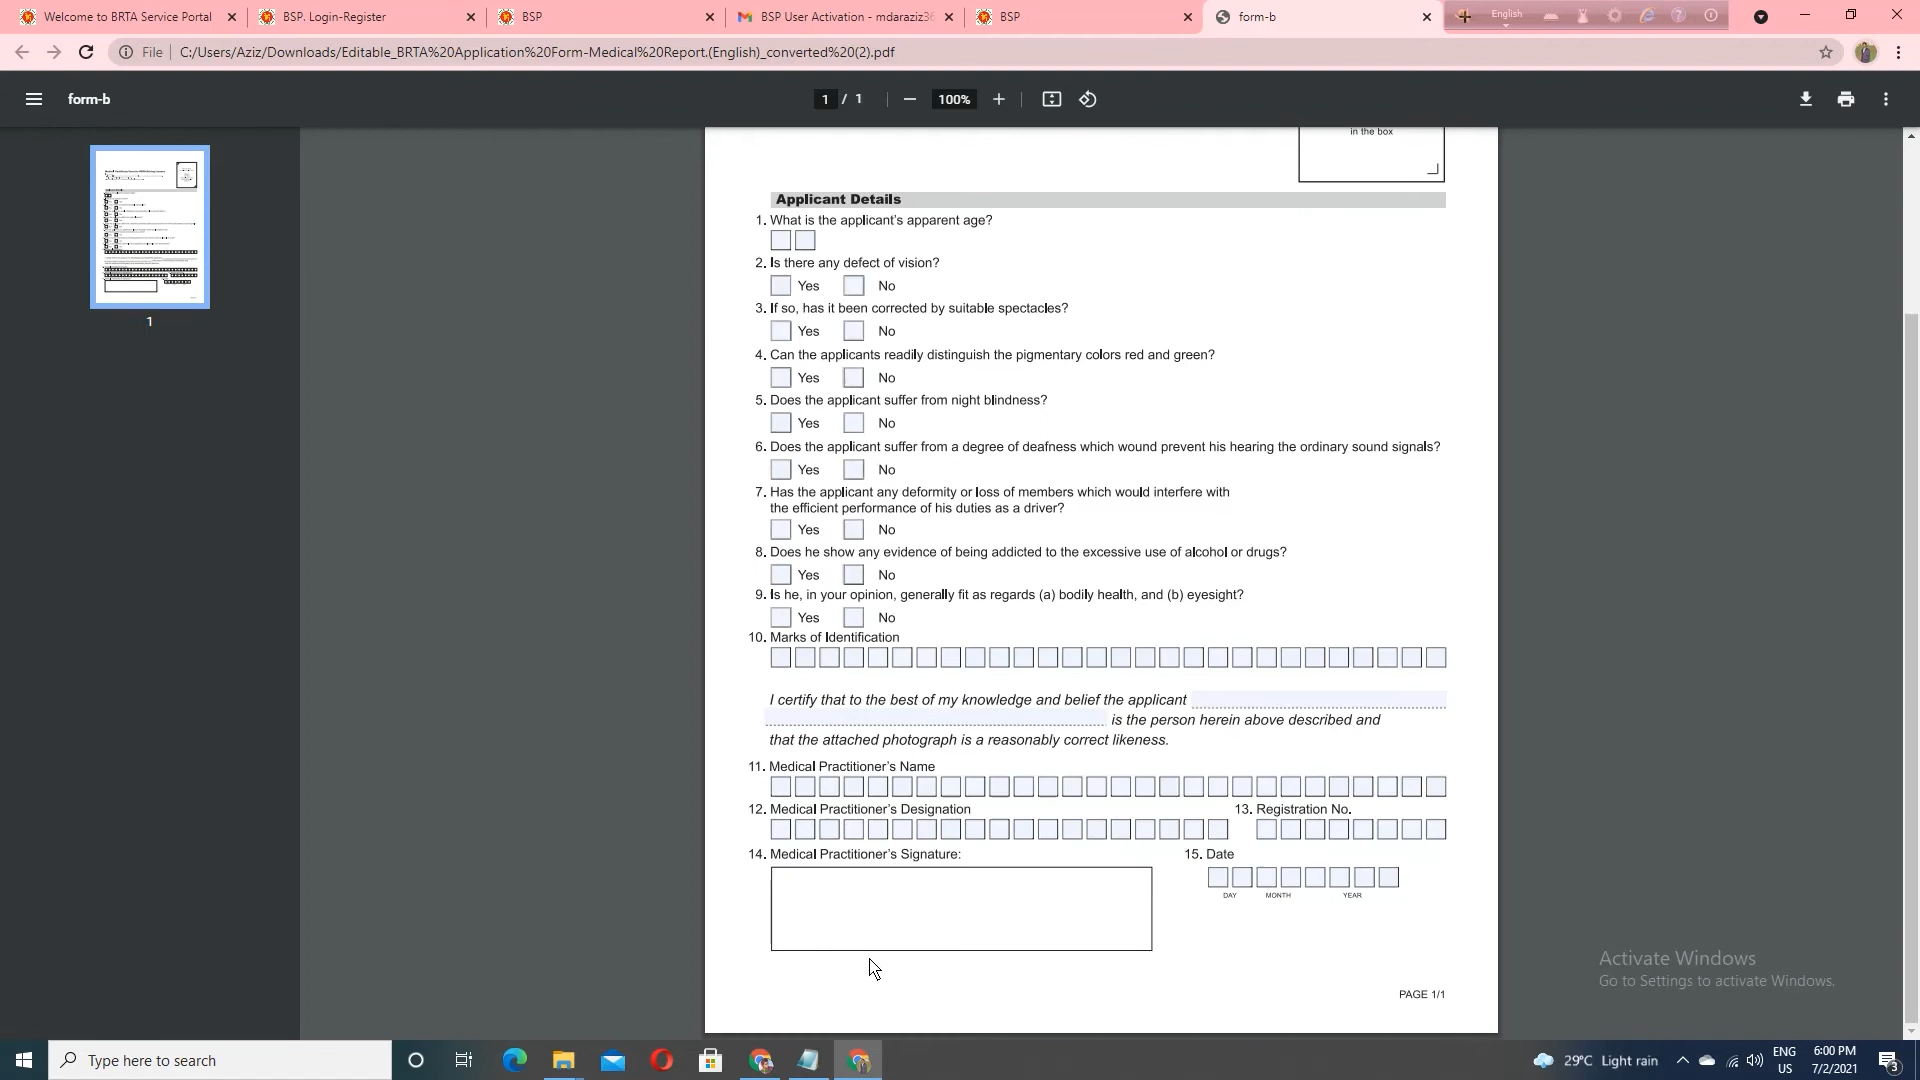 Welcome to BRTA Service Portal
BSP. Login-Register
BSP
BSP User Activation - mdaraziz36
BSP
form-b
English
File
C:/Users/Aziz/Downloads/Editable_BRTA%20Application%20Form-Medical%20Report.(English)_converted%20(2).pdf
form-b
1 / 1
100%
1
in the box
Applicant Details
1. What is the applicant's apparent age?
2. Is there any defect of vision?
Yes No
3. If so, has it been corrected by suitable spectacles?
Yes No
4. Can the applicants readily distinguish the pigmentary colors red and green?
Yes No
5. Does the applicant suffer from night blindness?
Yes No
6. Does the applicant suffer from a degree of deafness which wound prevent his hearing the ordinary sound signals?
Yes No
7. Has the applicant any deformity or loss of members which would interfere with
the efficient performance of his duties as a driver?
Yes No
8. Does he show any evidence of being addicted to the excessive use of alcohol or drugs?
Yes No
9. Is he, in your opinion, generally fit as regards (a) bodily health, and (b) eyesight?
Yes No
10. Marks of Identification
I certify that to the best of my knowledge and belief the applicant
is the person herein above described and
that the attached photograph is a reasonably correct likeness.
11. Medical Practitioner's Name
12. Medical Practitioner's Designation
13. Registration No.
14. Medical Practitioner's Signature:
15. Date
DAY MONTH YEAR
PAGE 1/1
Activate Windows
Go to Settings to activate Windows.
Type here to search
29°C Light rain
ENG
US
6:00 PM
7/2/2021
3